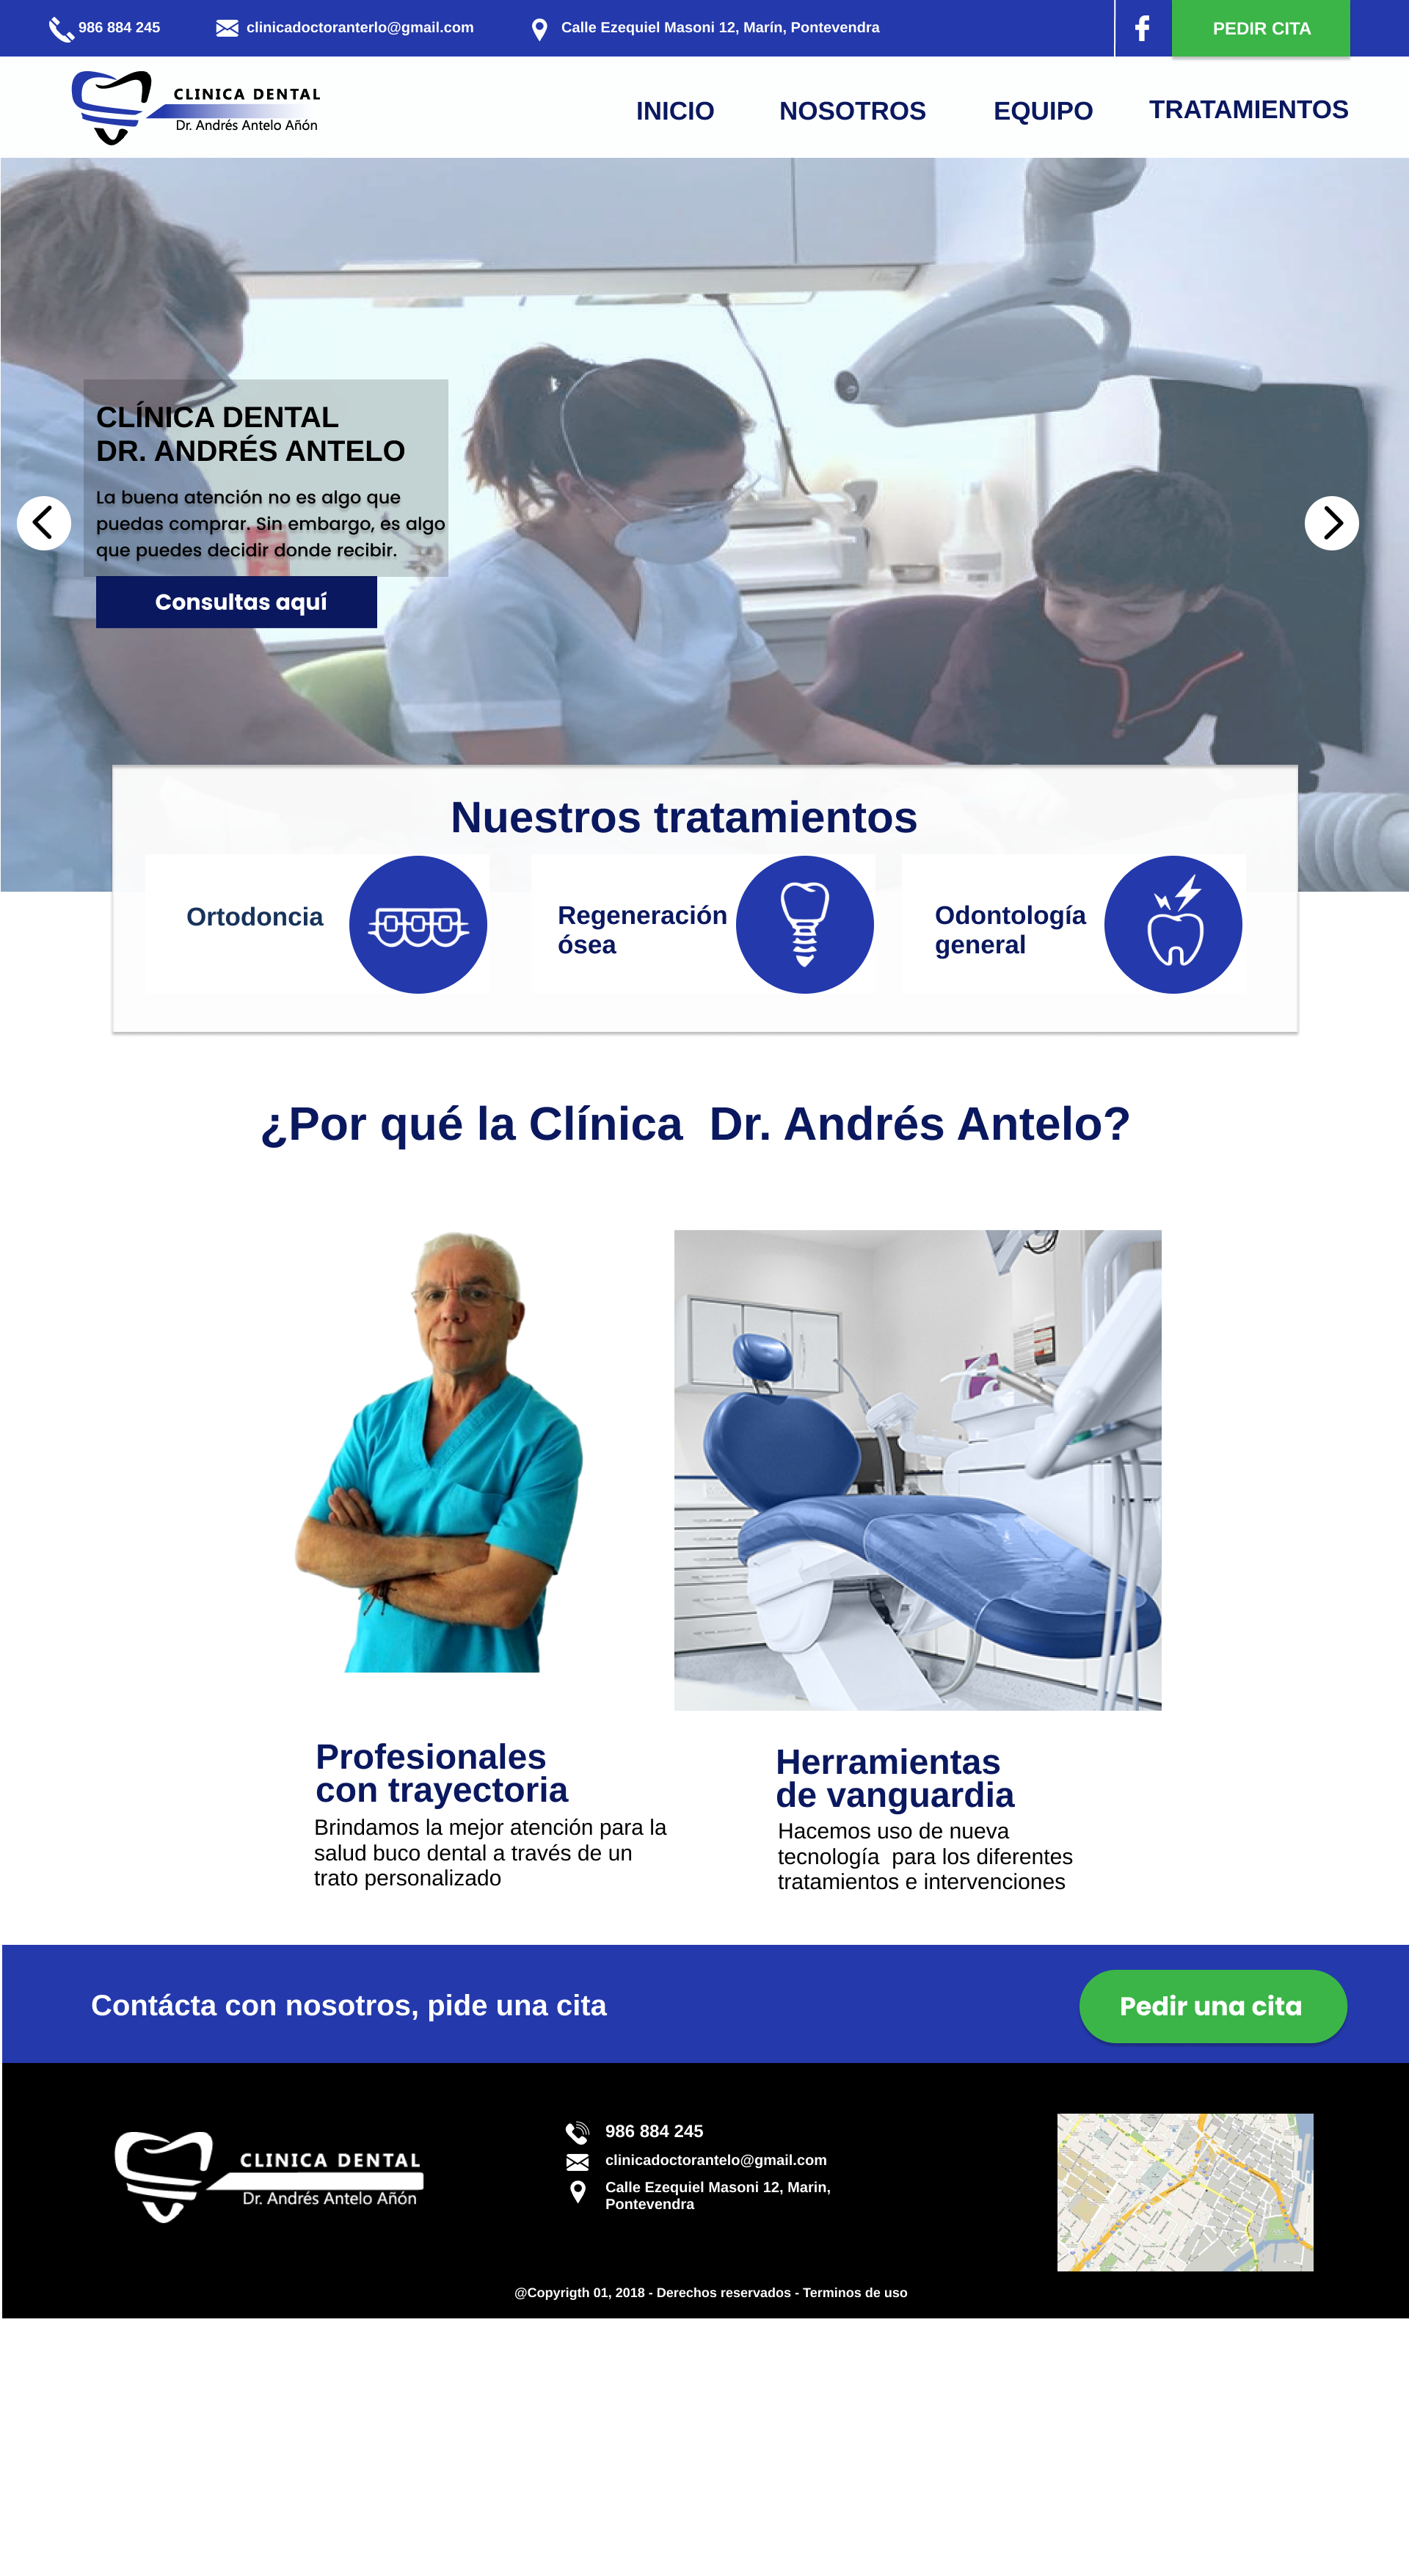 986 884 245
clinicadoctoranterlo@gmail.com
Calle Ezequiel Masoni 12, Marín, Pontevendra
PEDIR CITA
CLINICA DENTAL
Dr. Andrés Antelo Añón
INICIO
NOSOTROS
EQUIPO
TRATAMIENTOS
CLÍNICA DENTAL
DR. ANDRÉS ANTELO
La buena atención no es algo que
puedas comprar. Sin embargo, es algo
que puedes decidir donde recibir.
Consultas aquí
Nuestros tratamientos
Ortodoncia
Regeneración
ósea
Odontología
general
¿Por qué la Clínica  Dr. Andrés Antelo?
Profesionales
con trayectoria
Brindamos la mejor atención para la
salud buco dental a través de un
trato personalizado
Herramientas
de vanguardia
Hacemos uso de nueva
tecnología  para los diferentes
tratamientos e intervenciones
Contácta con nosotros, pide una cita
Pedir una cita
CLINICA DENTAL
Dr. Andrés Antelo Añón
986 884 245
clinicadoctorantelo@gmail.com
Calle Ezequiel Masoni 12, Marin,
Pontevendra
@Copyrigth 01, 2018 - Derechos reservados - Terminos de uso